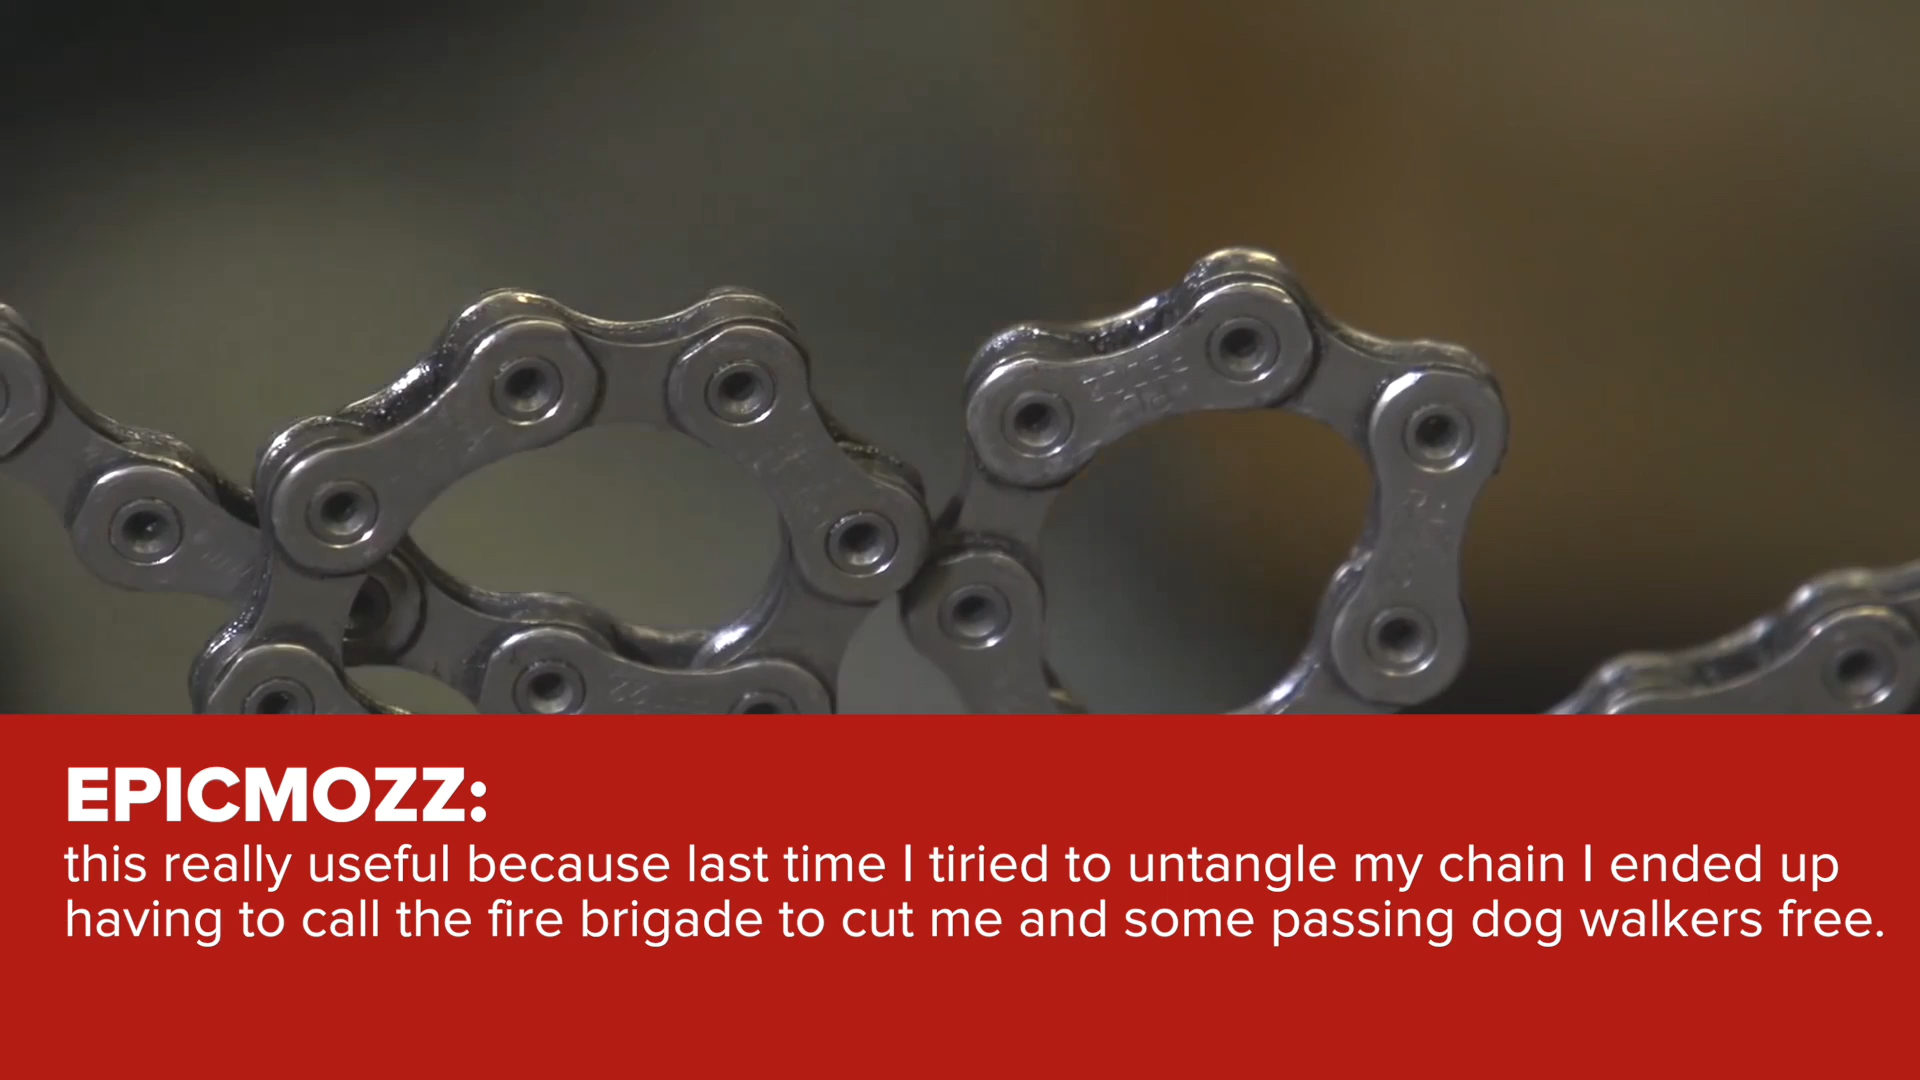 EPICMOZZ:
this really useful because last time I tiried to untangle my chain I ended up
having to call the fire brigade to cut me and some passing dog walkers free.